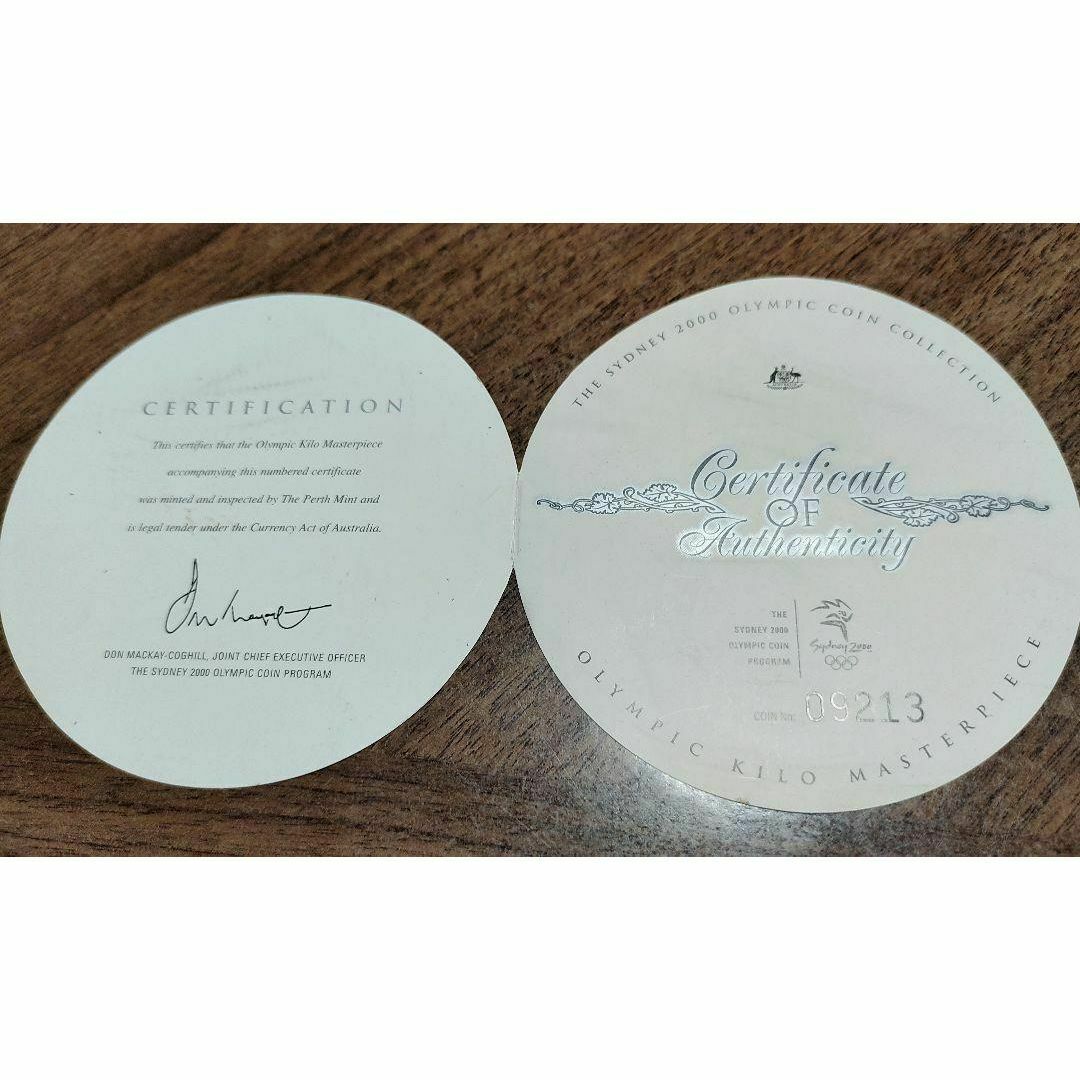 CERTIFICATION
This certifies that the Olympic Kilo Masterpiece
accompanying this numbered certificate
was minted and inspected by The Perth Mint and
is legal tender under the Currency Act of Australia.
DON MACKAY-COGHILL, JOINT CHIEF EXECUTIVE OFFICER
THE SYDNEY 2000 OLYMPIC COIN PROGRAM
THE SYDNEY 2000 OLYMPIC COIN COLLECTION
Certificate
OF
Authenticity
THE
SYDNEY 2000
OLYMPIC COIN
PROGRAM
Sydney 2000
COIN No: 09213
OLYMPIC KILO MASTERPIECE